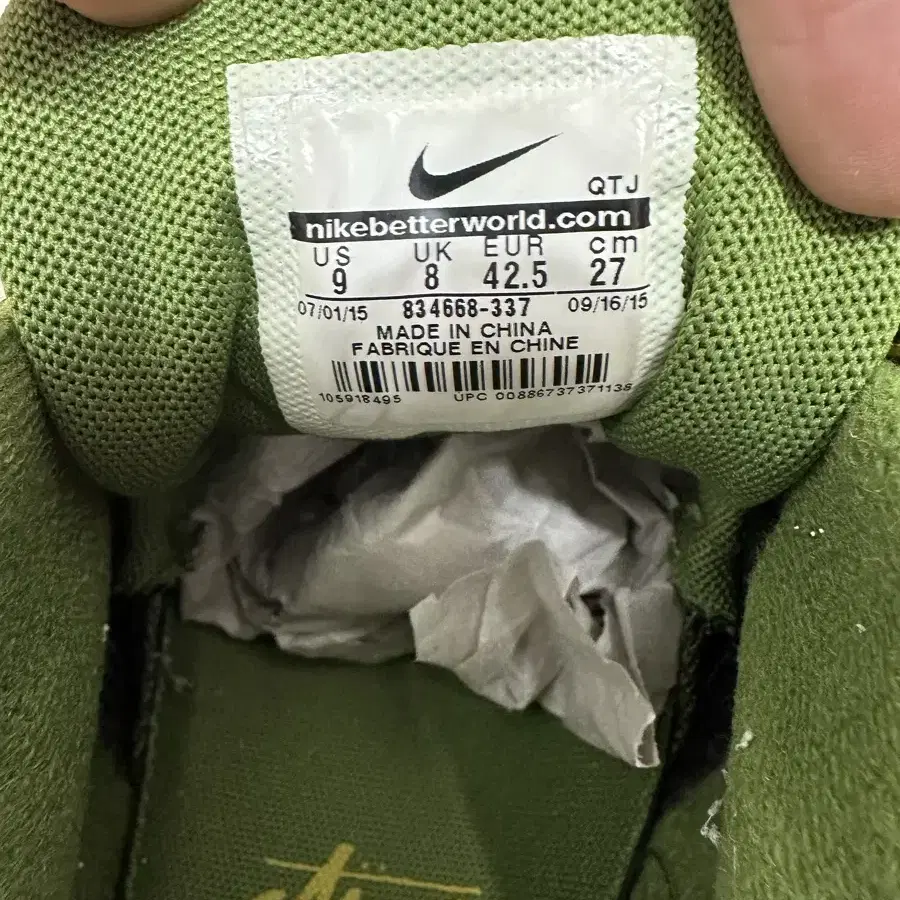 QTJ
nikebetterworld.com
US UK EUR cm
9 8 42.5 27
07/01/15 834668-337 09/16/15
MADE IN CHINA
FABRIQUE EN CHINE
105918495 UPC 00886737371138